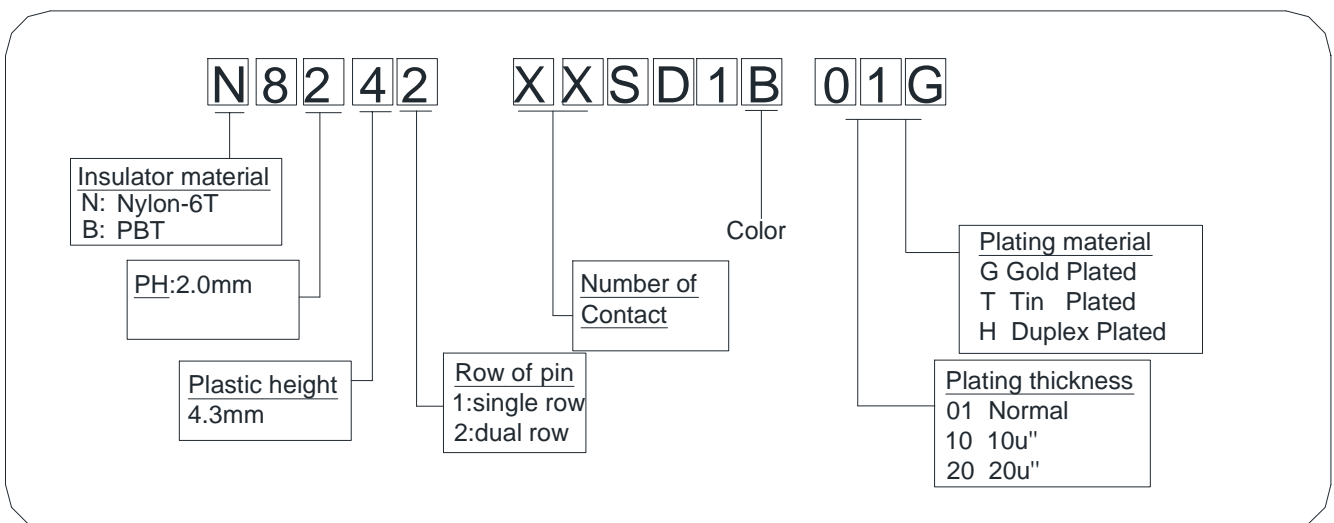 N8242 XXSD1B 01G
Insulator material
N: Nylon-6T
B: PBT
PH:2.0mm
Plastic height
4.3mm
Row of pin
1:single row
2:dual row
Number of
Contact
Color
Plating material
G Gold Plated
T Tin Plated
H Duplex Plated
Plating thickness
01 Normal
10 10u"
20 20u"